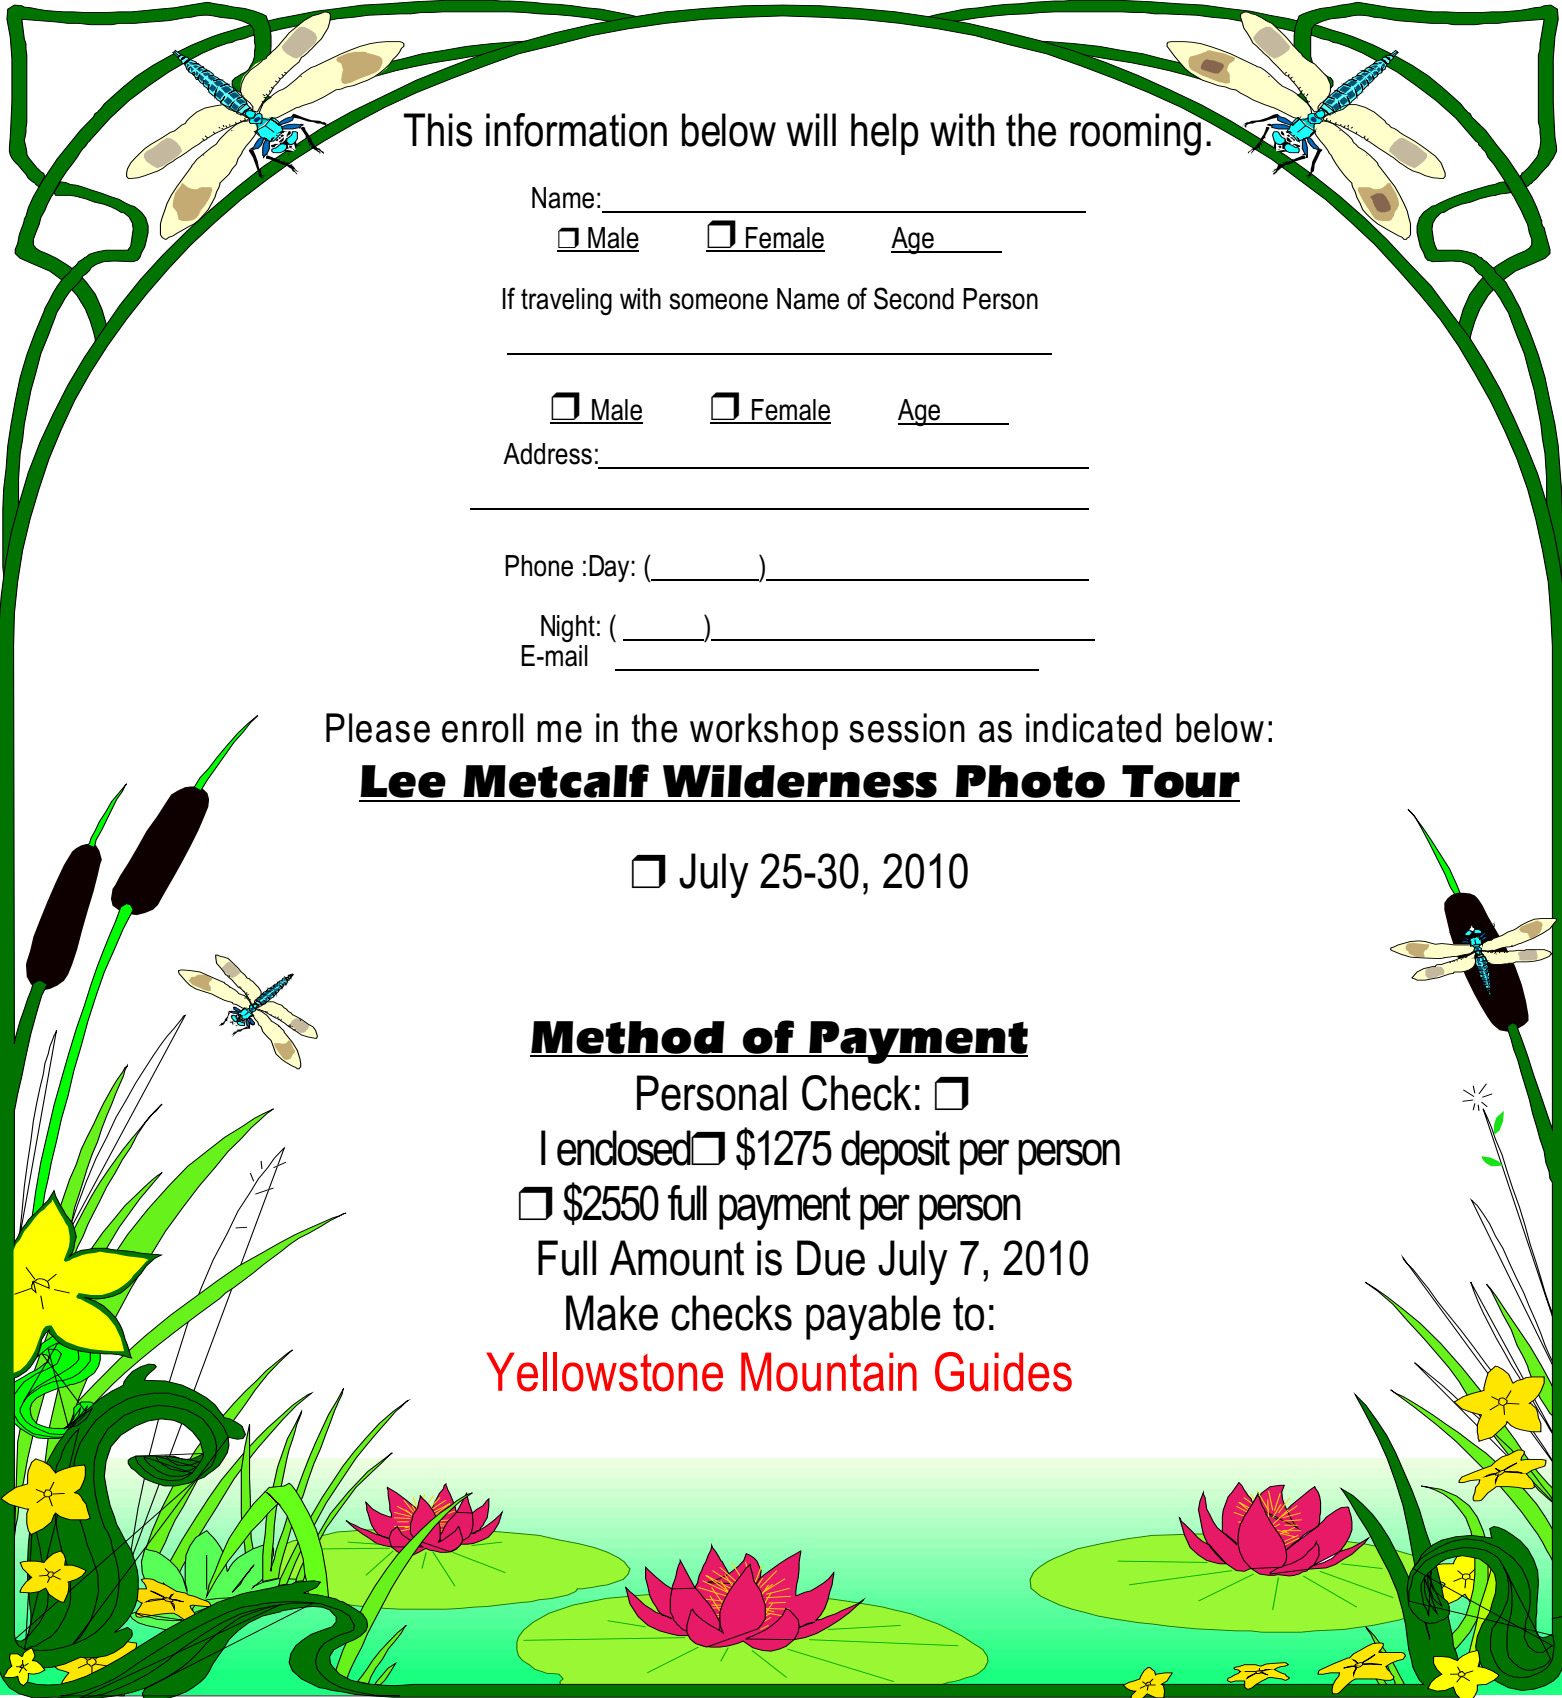 This information below will help with the rooming.
Name:
❒ Male ❒ Female Age
If traveling with someone Name of Second Person
❒ Male ❒ Female Age
Address:
Phone :Day: ( )
Night: ( )
E-mail
Please enroll me in the workshop session as indicated below:
Lee Metcalf Wilderness Photo Tour
❒ July 25-30, 2010
Method of Payment
Personal Check: ❒
I enclosed❒ $1275 deposit per person
❒ $2550 full payment per person
Full Amount is Due July 7, 2010
Make checks payable to:
Yellowstone Mountain Guides